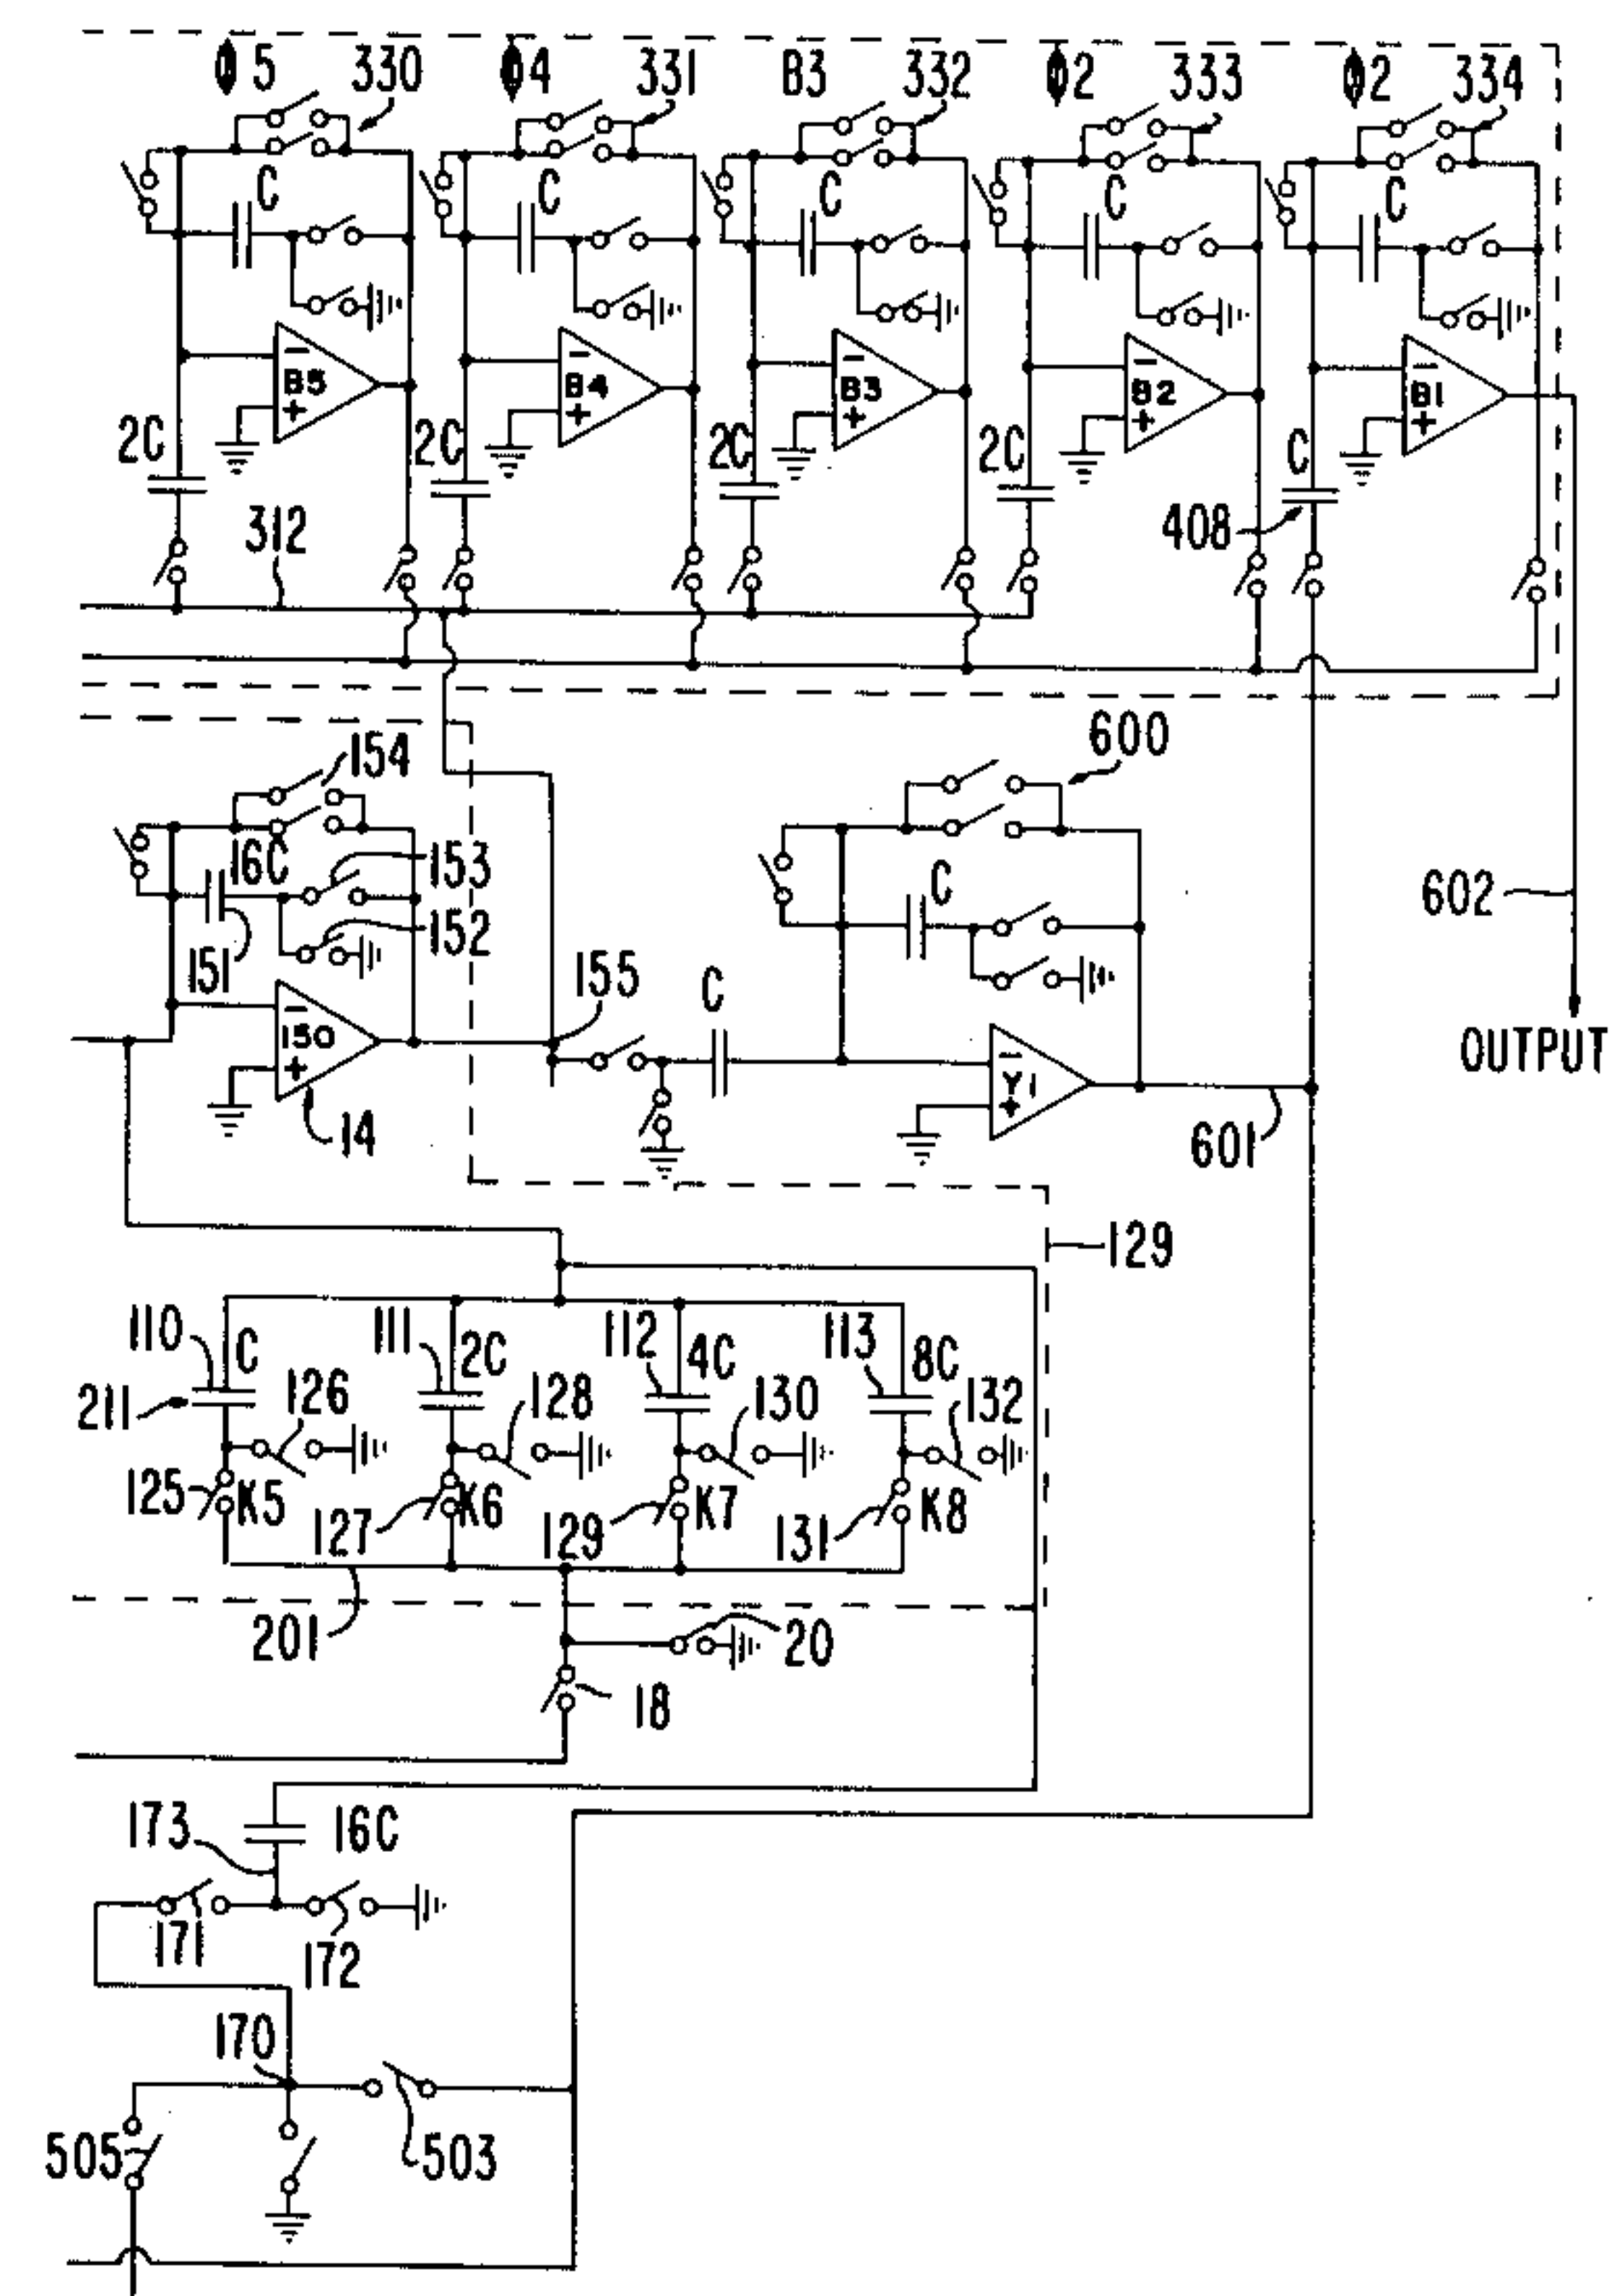 ϕ5 330 ϕ4 331 B3 332 ϕ2 333 ϕ2 334
C C C C C
B5 B4 B3 B2 B1
2C 2C 2C 2C C
312 408
154 600
16C 153 C 602
151 152 155 C
150 Y1 OUTPUT
14 601
129
110 C 111 2C 112 4C 113 8C
211 126 128 130 132
125 K5 127 K6 129 K7 131 K8
201 20
18
173 16C
171 172
170
505 503